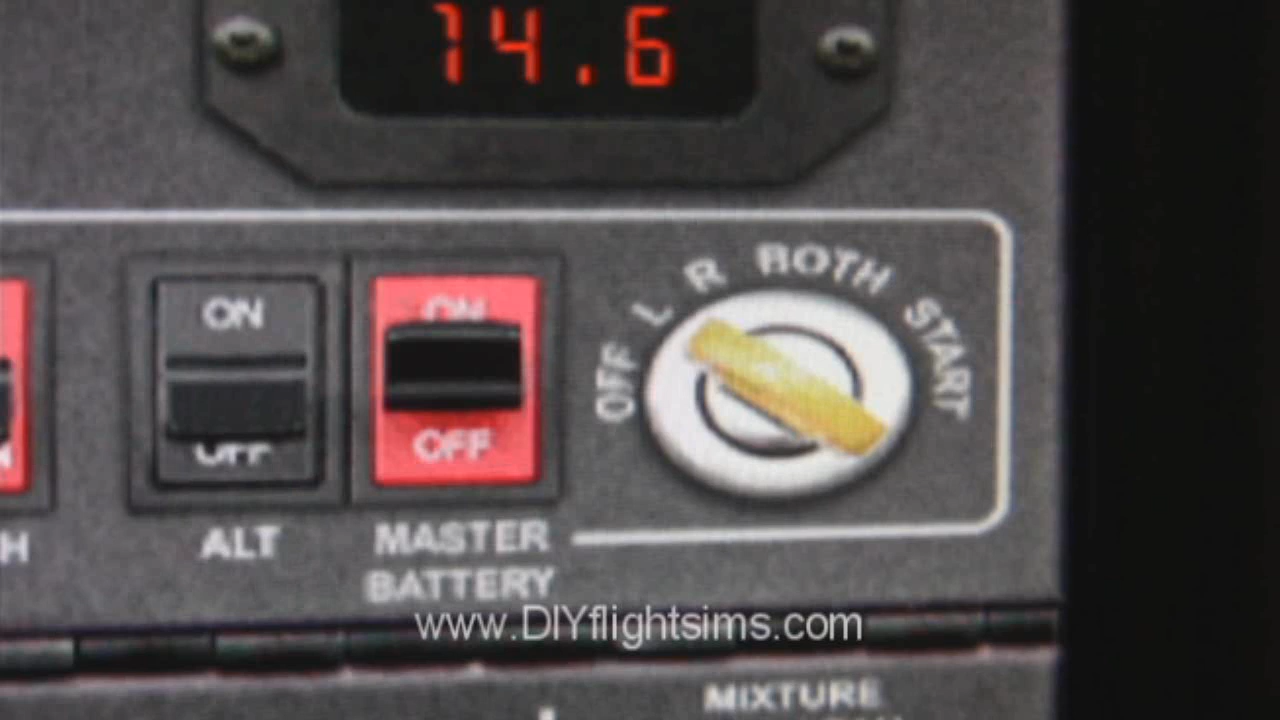 14.6
ON
OFF
ALT
ON
OFF
MASTER
BATTERY
OFF L R BOTH START
H
www.DIYflightsims.com
MIXTURE